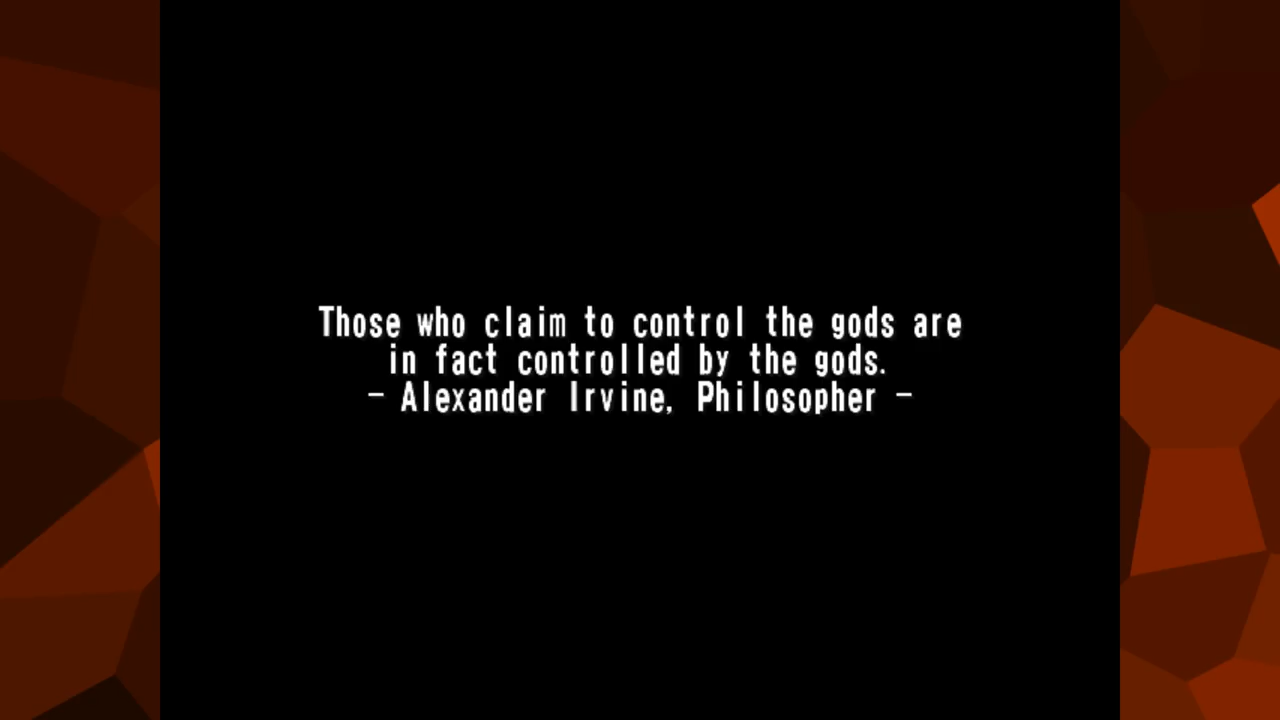 Those who claim to control the gods are
in fact controlled by the gods.
- Alexander Irvine, Philosopher -